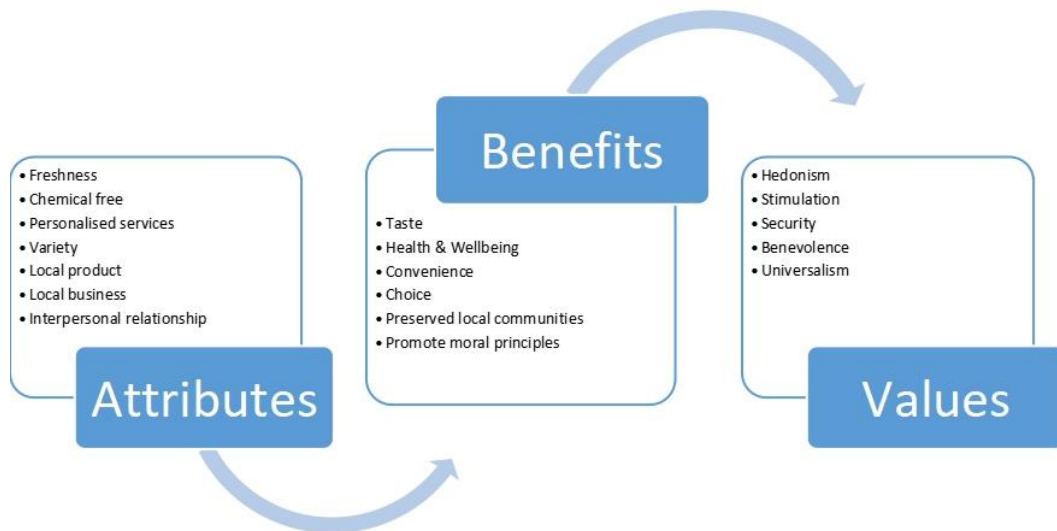 • Freshness
• Chemical free
• Personalised services
• Variety
• Local product
• Local business
• Interpersonal relationship
Attributes
Benefits
• Taste
• Health & Wellbeing
• Convenience
• Choice
• Preserved local communities
• Promote moral principles
• Hedonism
• Stimulation
• Security
• Benevolence
• Universalism
Values